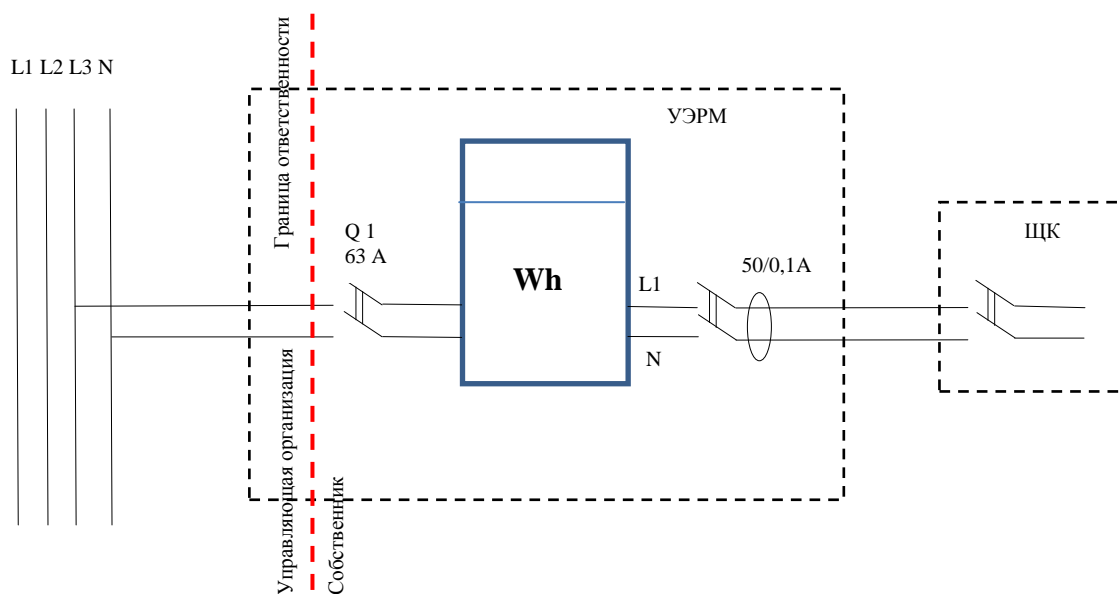 L1 L2 L3 N
Граница ответственности
УЭРМ
Q 1
63 А
Wh
L1
N
50/0,1А
ЩК
Управляющая организация
Собственник